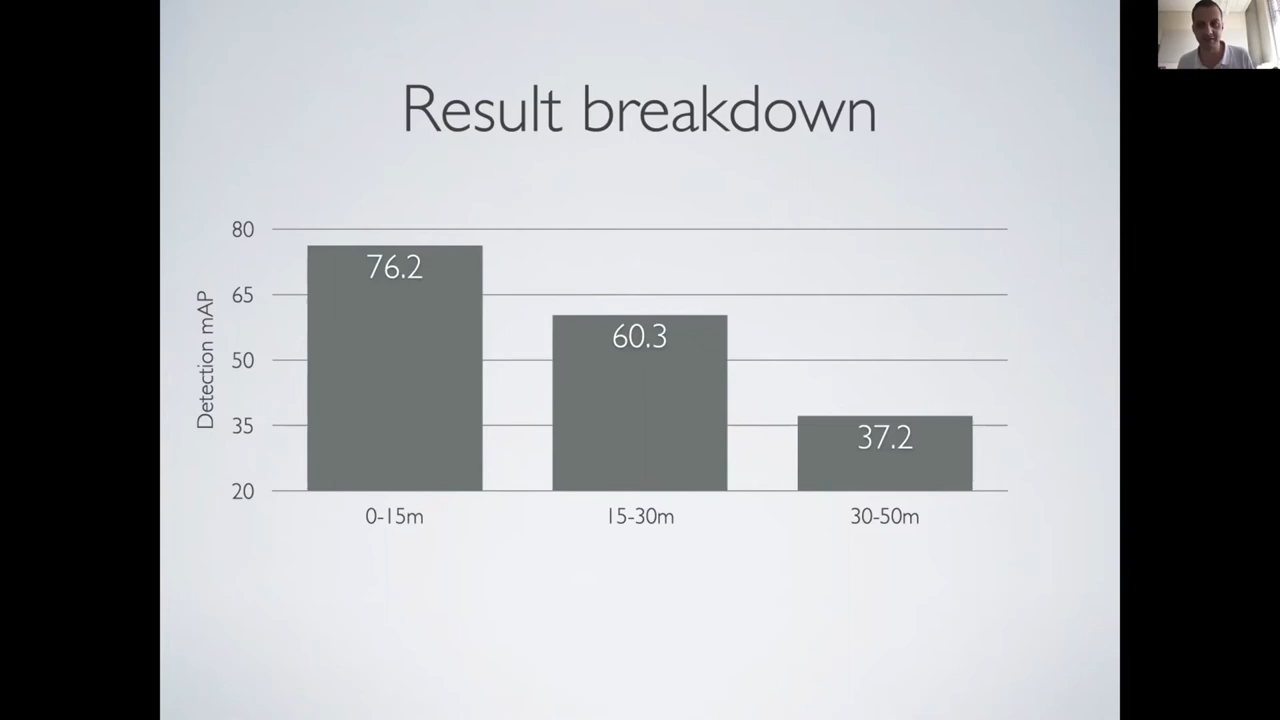 Result breakdown
80
65
50
35
20
Detection mAP
76.2
60.3
37.2
0-15m
15-30m
30-50m